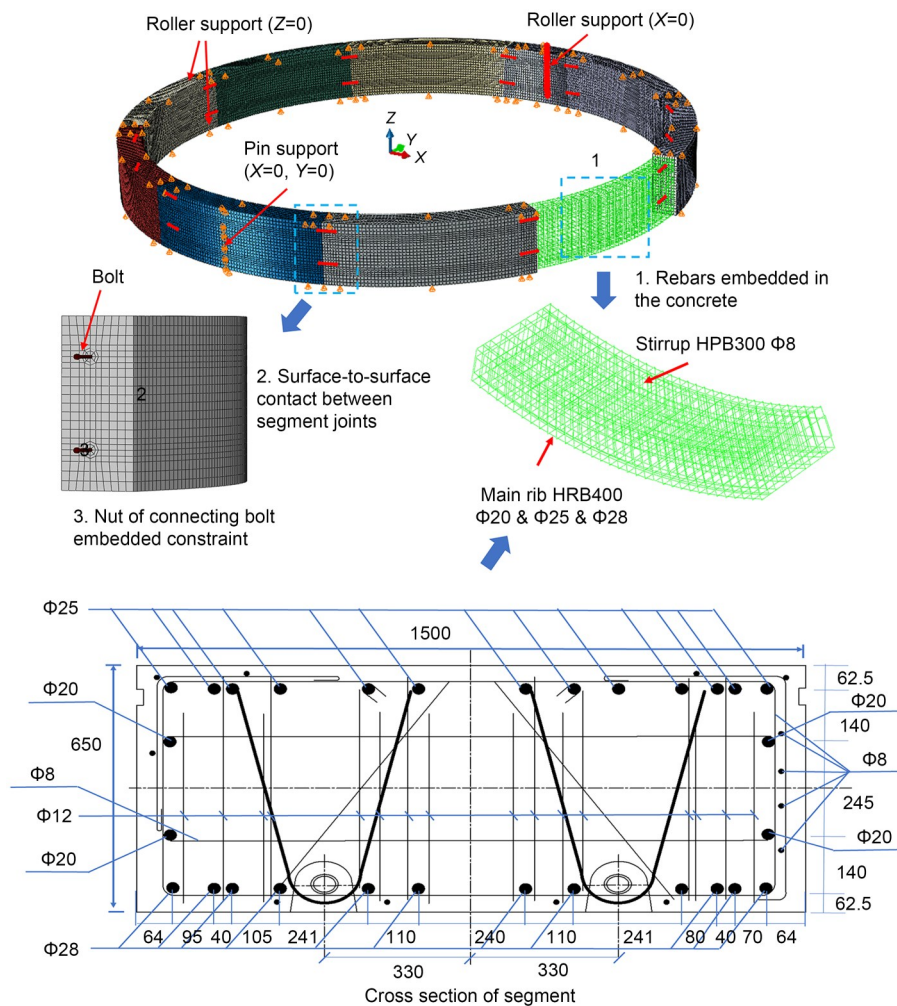 Roller support (Z=0)
Roller support (X=0)
Z
Y
X
Pin support
(X=0, Y=0)
1
Bolt
1. Rebars embedded in
the concrete
Stirrup HPB300 Φ8
2
3
2. Surface-to-surface
contact between
segment joints
Main rib HRB400
Φ20 & Φ25 & Φ28
3. Nut of connecting bolt
embedded constraint
Φ25
1500
62.5
Φ20
Φ20
140
650
Φ8
Φ8
245
Φ12
Φ20
Φ20
140
62.5
64 95 40 105 241 110 240 110 241 80 40 70 64
Φ28
330 330
Cross section of segment